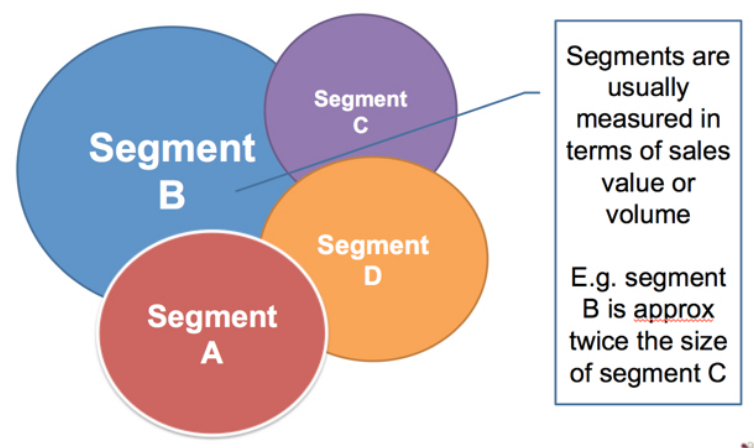 Segment
B
Segment
C
Segment
D
Segment
A
Segments are
usually
measured in
terms of sales
value or
volume
E.g. segment
B is approx
twice the size
of segment C